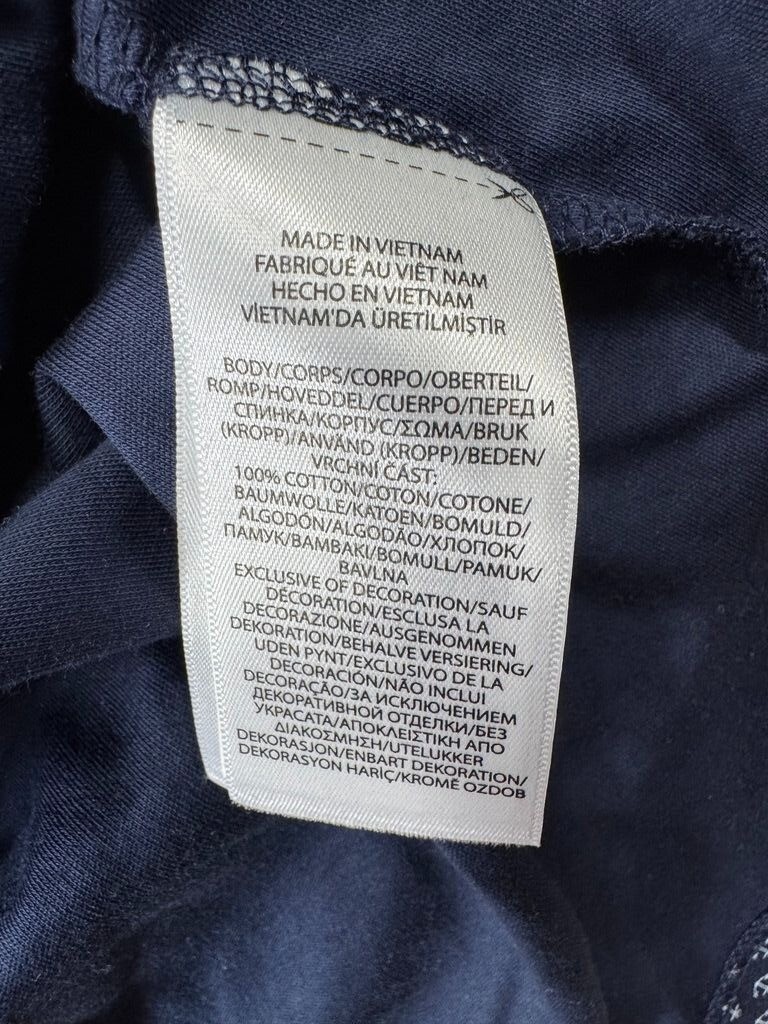 MADE IN VIETNAM
FABRIQUÉ AU VIÊT NAM
HECHO EN VIETNAM
VİETNAM'DA ÜRETİLMİŞTİR
BODY/CORPS/CORPO/OBERTEIL/
ROMP/HOVEDDEL/CUERPO/ПЕРЕД И
СПИНКА/КОРПУС/ΣΩΜΑ/BRUK
(KROPP)/ANVÄND (KROPP)/BEDEN/
VRCHNÍ ČÁST:
100% COTTON/COTON/COTONE/
BAUMWOLLE/KATOEN/BOMULD/
ALGODÓN/ALGODÃO/ХЛОПОК/
ПАМУК/ΒΑΜΒΑΚΙ/BOMULL/PAMUK/
BAVLNA
EXCLUSIVE OF DECORATION/SAUF
DÉCORATION/ESCLUSA LA
DECORAZIONE/AUSGENOMMEN
DEKORATION/BEHALVE VERSIERING/
UDEN PYNT/EXCLUSIVO DE LA
DECORACIÓN/NÃO INCLUI
DECORAÇÃO/ЗА ИСКЛЮЧЕНИЕМ
ДЕКОРАТИВНОЙ ОТДЕЛКИ/БЕЗ
УКРАСАТА/ΑΠΟΚΛΕΙΣΤΙΚΗ ΑΠΟ
ΔΙΑΚΟΣΜΗΣΗ/UTELUKKER
DEKORASJON/ENBART DEKORATION/
DEKORASYON HARİÇ/KROMĚ OZDOB